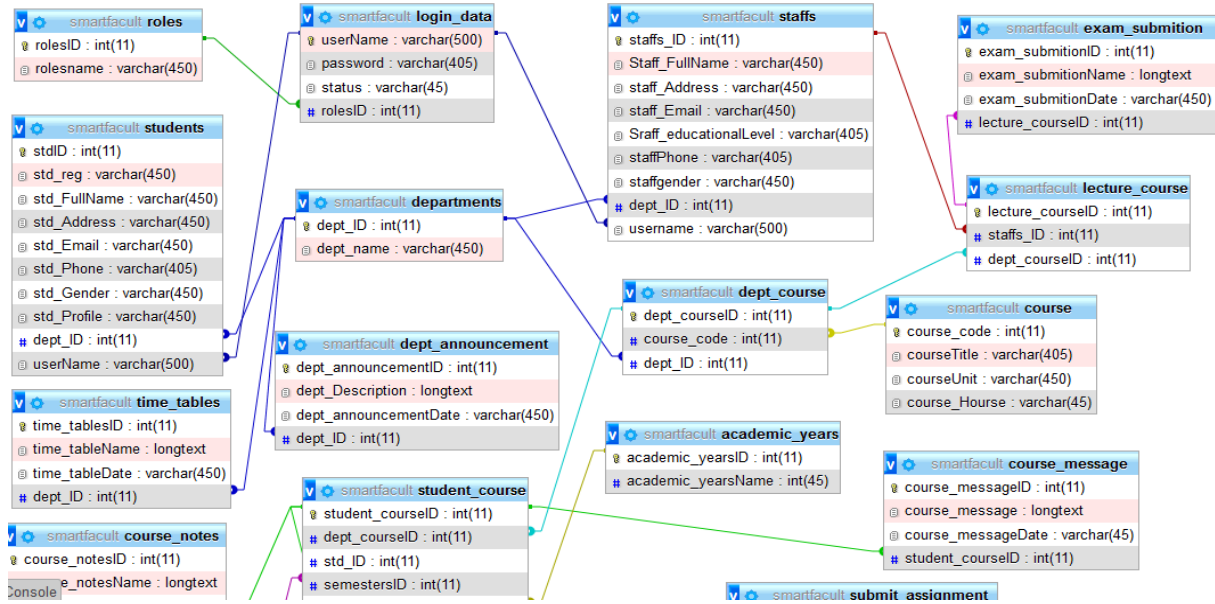 smartfacult roles
rolesID : int(11)
rolesname : varchar(450)
smartfacult login_data
userName : varchar(500)
password : varchar(405)
status : varchar(45)
rolesID : int(11)
smartfacult staffs
staffs_ID : int(11)
Staff_FullName : varchar(450)
staff_Address : varchar(450)
staff_Email : varchar(450)
Sraff_educationalLevel : varchar(405)
staffPhone : varchar(405)
staffgender : varchar(450)
dept_ID : int(11)
username : varchar(500)
smartfacult exam_submition
exam_submitionID : int(11)
exam_submitionName : longtext
exam_submitionDate : varchar(450)
lecture_courseID : int(11)
smartfacult students
stdID : int(11)
std_reg : varchar(450)
std_FullName : varchar(450)
std_Address : varchar(450)
std_Email : varchar(450)
std_Phone : varchar(405)
std_Gender : varchar(450)
std_Profile : varchar(450)
dept_ID : int(11)
userName : varchar(500)
smartfacult departments
dept_ID : int(11)
dept_name : varchar(450)
smartfacult lecture_course
lecture_courseID : int(11)
staffs_ID : int(11)
dept_courseID : int(11)
smartfacult dept_course
dept_courseID : int(11)
course_code : int(11)
dept_ID : int(11)
smartfacult course
course_code : int(11)
courseTitle : varchar(405)
courseUnit : varchar(450)
course_Hourse : varchar(45)
smartfacult dept_announcement
dept_announcementID : int(11)
dept_Description : longtext
dept_announcementDate : varchar(450)
dept_ID : int(11)
smartfacult time_tables
time_tablesID : int(11)
time_tableName : longtext
time_tableDate : varchar(450)
dept_ID : int(11)
smartfacult academic_years
academic_yearsID : int(11)
academic_yearsName : int(45)
smartfacult course_message
course_messageID : int(11)
course_message : longtext
course_messageDate : varchar(45)
student_courseID : int(11)
smartfacult student_course
student_courseID : int(11)
dept_courseID : int(11)
std_ID : int(11)
semestersID : int(11)
smartfacult course_notes
course_notesID : int(11)
e_notesName : longtext
Console
smartfacult submit_assignment